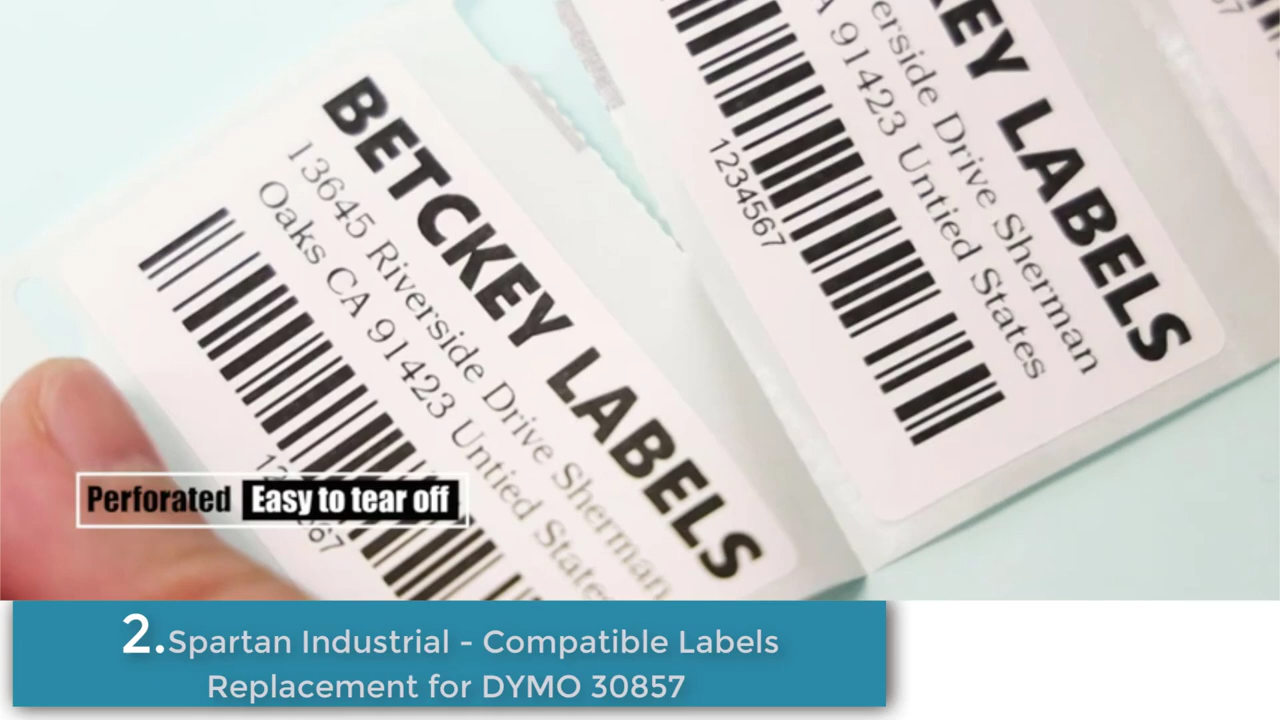 BETCKEY LABELS
13645 Riverside Drive Sherman
Oaks CA 91423 Untied States
KEY LABELS
erside Drive Sherman
A 91423 Untied States
1234567
Perforated Easy to tear off
2.Spartan Industrial - Compatible Labels
Replacement for DYMO 30857